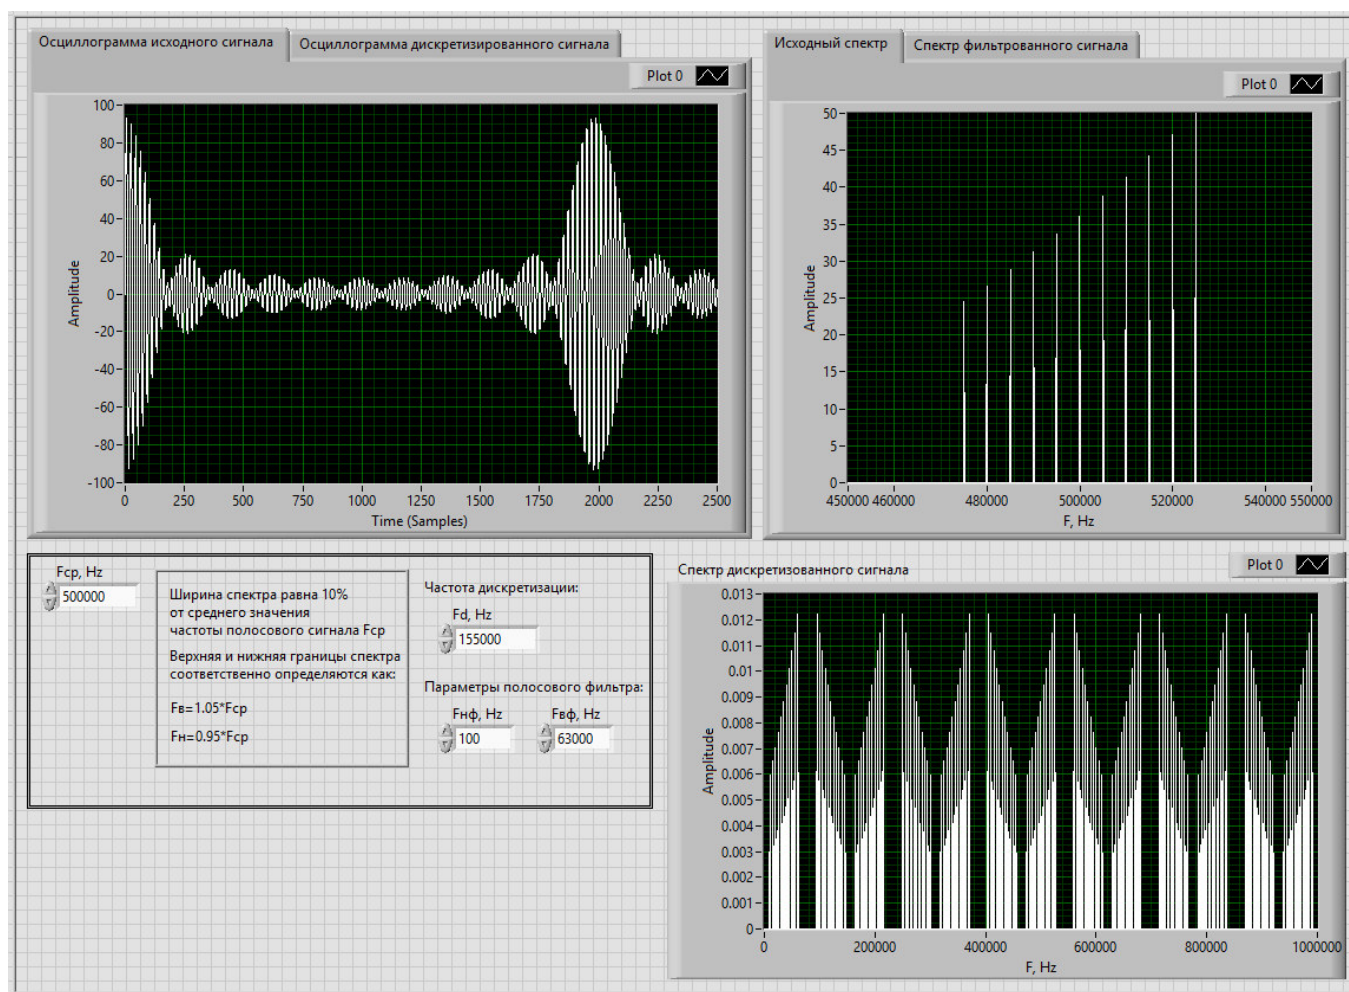 Осциллограмма исходного сигнала
Осциллограмма дискретизированного сигнала
Plot 0
100
80
60
40
20
0
-20
-40
-60
-80
-100
Amplitude
0 250 500 750 1000 1250 1500 1750 2000 2250 2500
Time (Samples)
Исходный спектр
Спектр фильтрованного сигнала
Plot 0
50
45
40
35
30
25
20
15
10
5
0
Amplitude
450000 460000 480000 500000 520000 540000 550000
F, Hz
Fср, Hz
500000
Ширина спектра равна 10%
от среднего значения
частоты полосового сигнала Fср
Верхняя и нижняя границы спектра
соответственно определяются как:
Fв=1.05*Fср
Fн=0.95*Fср
Частота дискретизации:
Fd, Hz
155000
Параметры полосового фильтра:
Fнф, Hz
100
Fвф, Hz
63000
Спектр дискретизованного сигнала
Plot 0
0.013
0.012
0.011
0.01
0.009
0.008
0.007
0.006
0.005
0.004
0.003
0.002
0.001
0
Amplitude
0 200000 400000 600000 800000 1000000
F, Hz